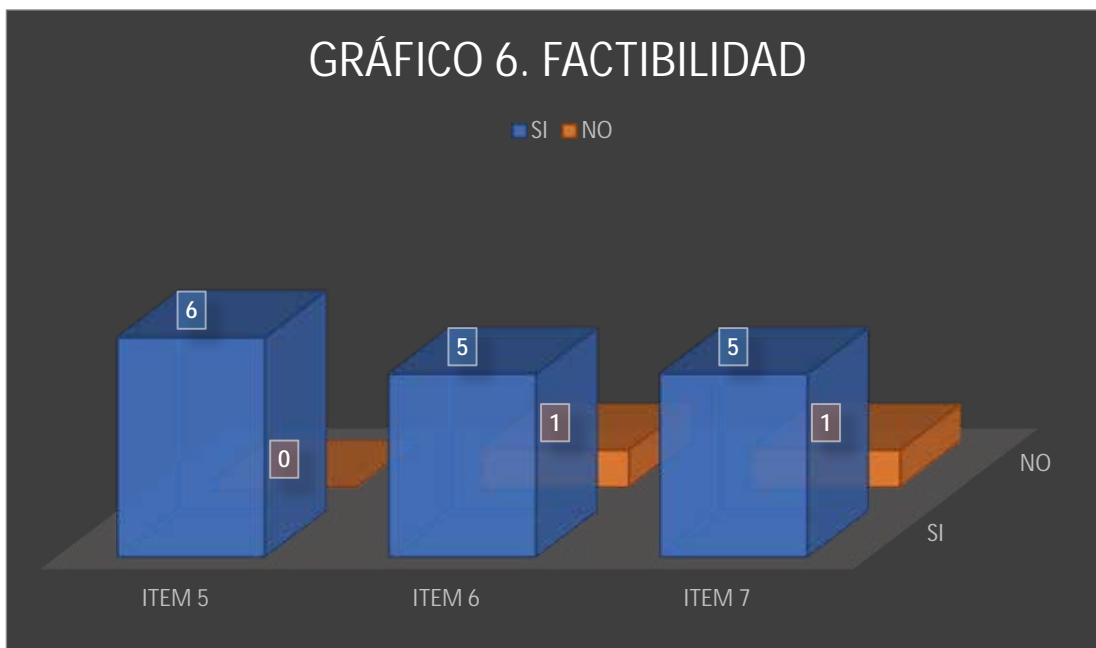 GRÁFICO 6. FACTIBILIDAD
SI NO
6
5
5
1
1
0
NO
SI
ITEM 5 ITEM 6 ITEM 7